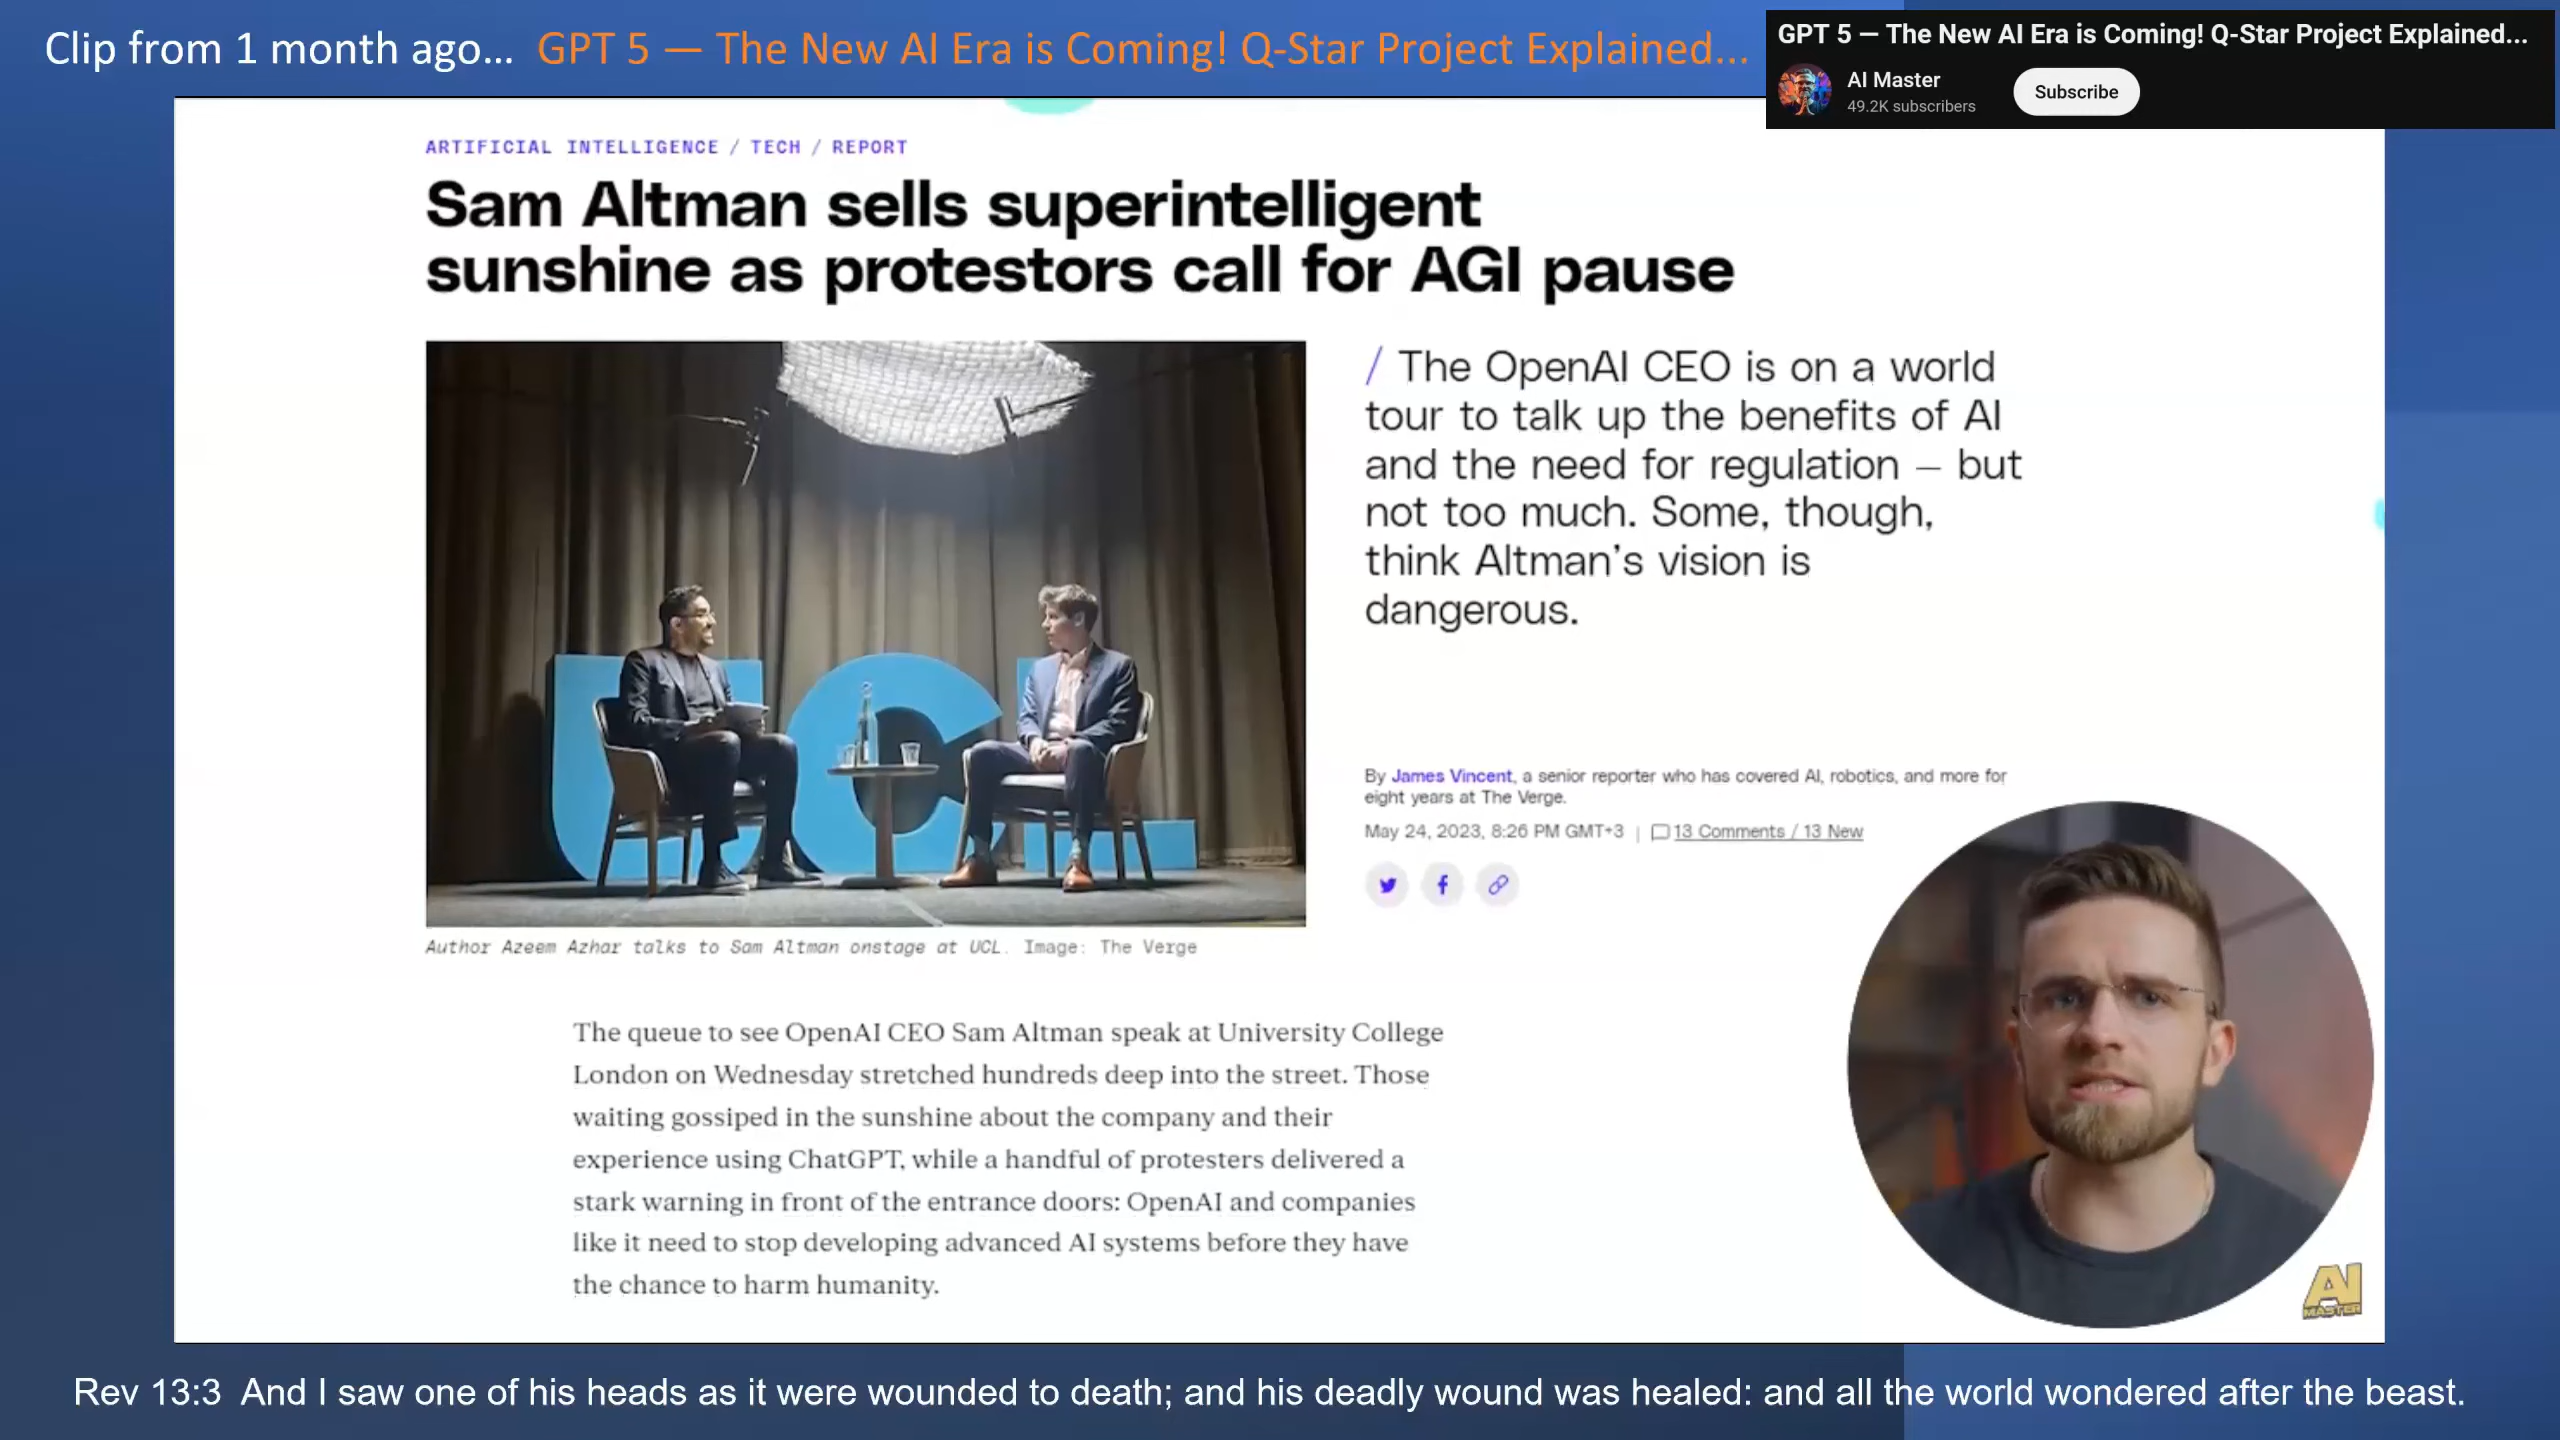 Clip from 1 month ago... GPT 5 — The New AI Era is Coming! Q-Star Project Explained...
GPT 5 — The New AI Era is Coming! Q-Star Project Explained...
AI Master
49.2K subscribers
Subscribe
ARTIFICIAL INTELLIGENCE / TECH / REPORT
Sam Altman sells superintelligent
sunshine as protestors call for AGI pause
/ The OpenAI CEO is on a world
tour to talk up the benefits of AI
and the need for regulation — but
not too much. Some, though,
think Altman's vision is
dangerous.
UCL
By James Vincent, a senior reporter who has covered AI, robotics, and more for
eight years at The Verge.
May 24, 2023, 8:26 PM GMT+3 | 13 Comments / 13 New
Author Azeem Azhar talks to Sam Altman onstage at UCL. Image: The Verge
The queue to see OpenAI CEO Sam Altman speak at University College
London on Wednesday stretched hundreds deep into the street. Those
waiting gossiped in the sunshine about the company and their
experience using ChatGPT, while a handful of protesters delivered a
stark warning in front of the entrance doors: OpenAI and companies
like it need to stop developing advanced AI systems before they have
the chance to harm humanity.
AI
MASTER
Rev 13:3 And I saw one of his heads as it were wounded to death; and his deadly wound was healed: and all the world wondered after the beast.